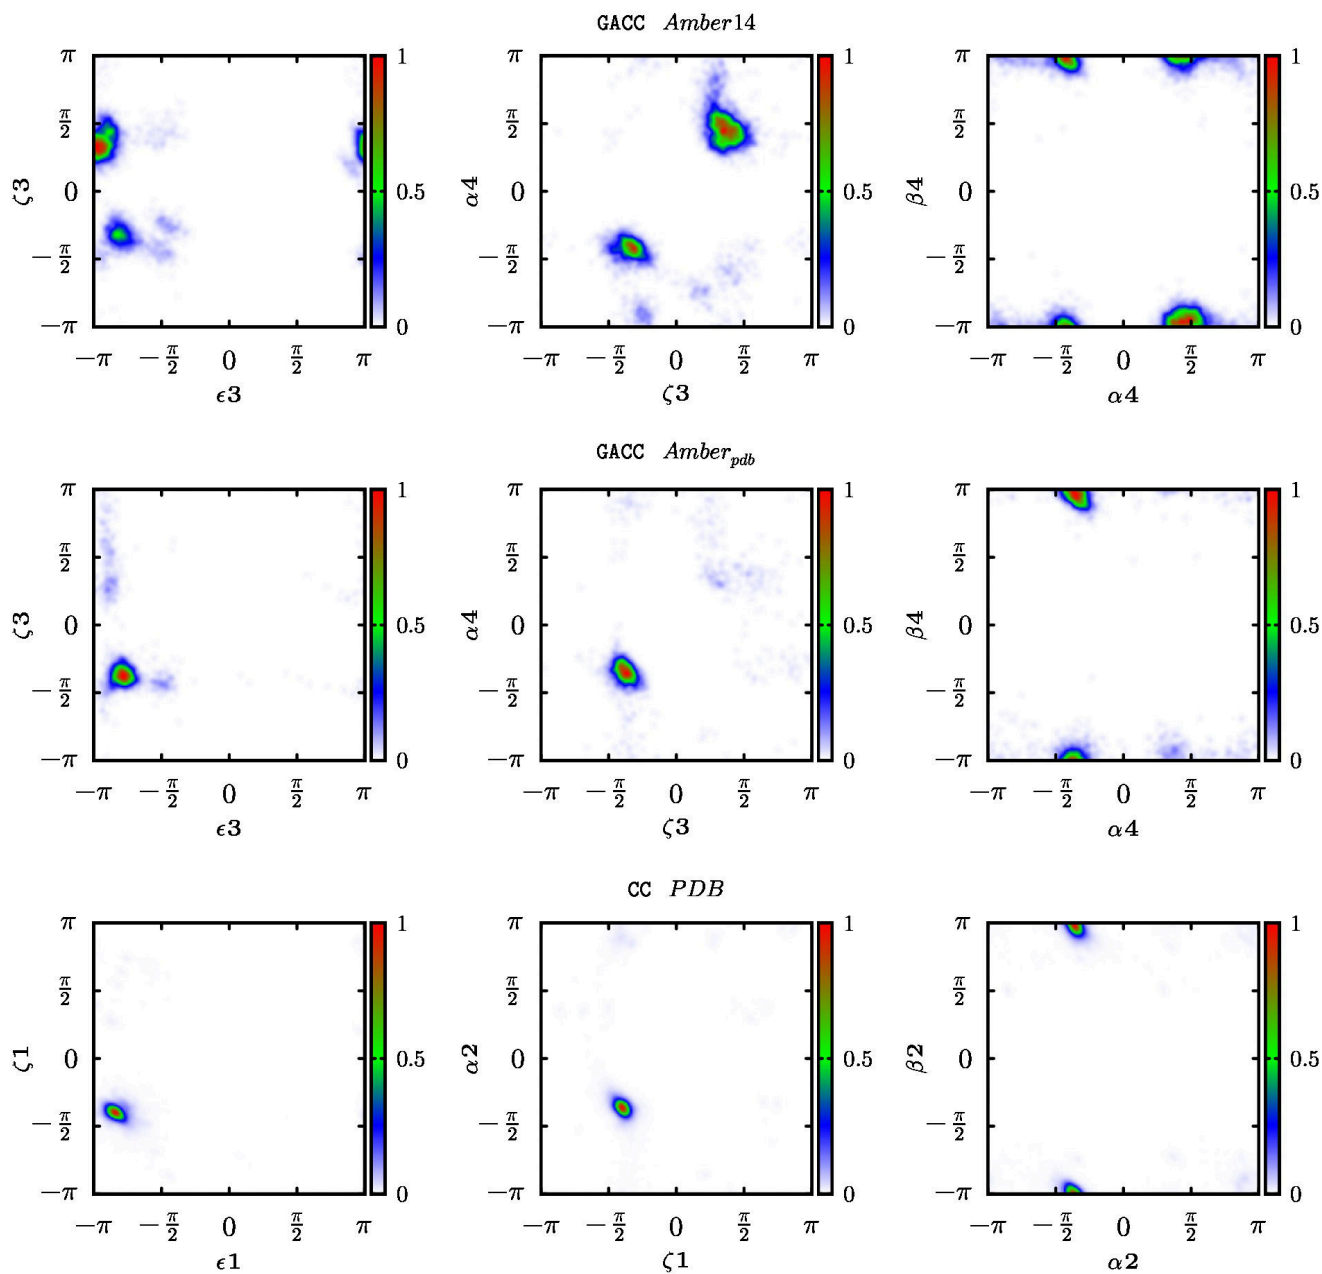 GACC Amber14
π π π
1 1 1
π/2 π/2 π/2
ζ3 0 0.5 α4 0 0.5 β4 0 0.5
−π/2 −π/2 −π/2
−π 0 −π 0 −π 0
−π −π/2 0 π/2 π −π −π/2 0 π/2 π −π −π/2 0 π/2 π
ϵ3 ζ3 α4
GACC Amber_pdb
π 1 π 1 π 1
π/2 π/2 π/2
ζ3 0 0.5 α4 0 0.5 β4 0 0.5
−π/2 −π/2 −π/2
−π 0 −π 0 −π 0
−π −π/2 0 π/2 π −π −π/2 0 π/2 π −π −π/2 0 π/2 π
ϵ3 ζ3 α4
CC PDB
π 1 π 1 π 1
π/2 π/2 π/2
ζ1 0 0.5 α2 0 0.5 β2 0 0.5
−π/2 −π/2 −π/2
−π 0 −π 0 −π 0
−π −π/2 0 π/2 π −π −π/2 0 π/2 π −π −π/2 0 π/2 π
ϵ1 ζ1 α2